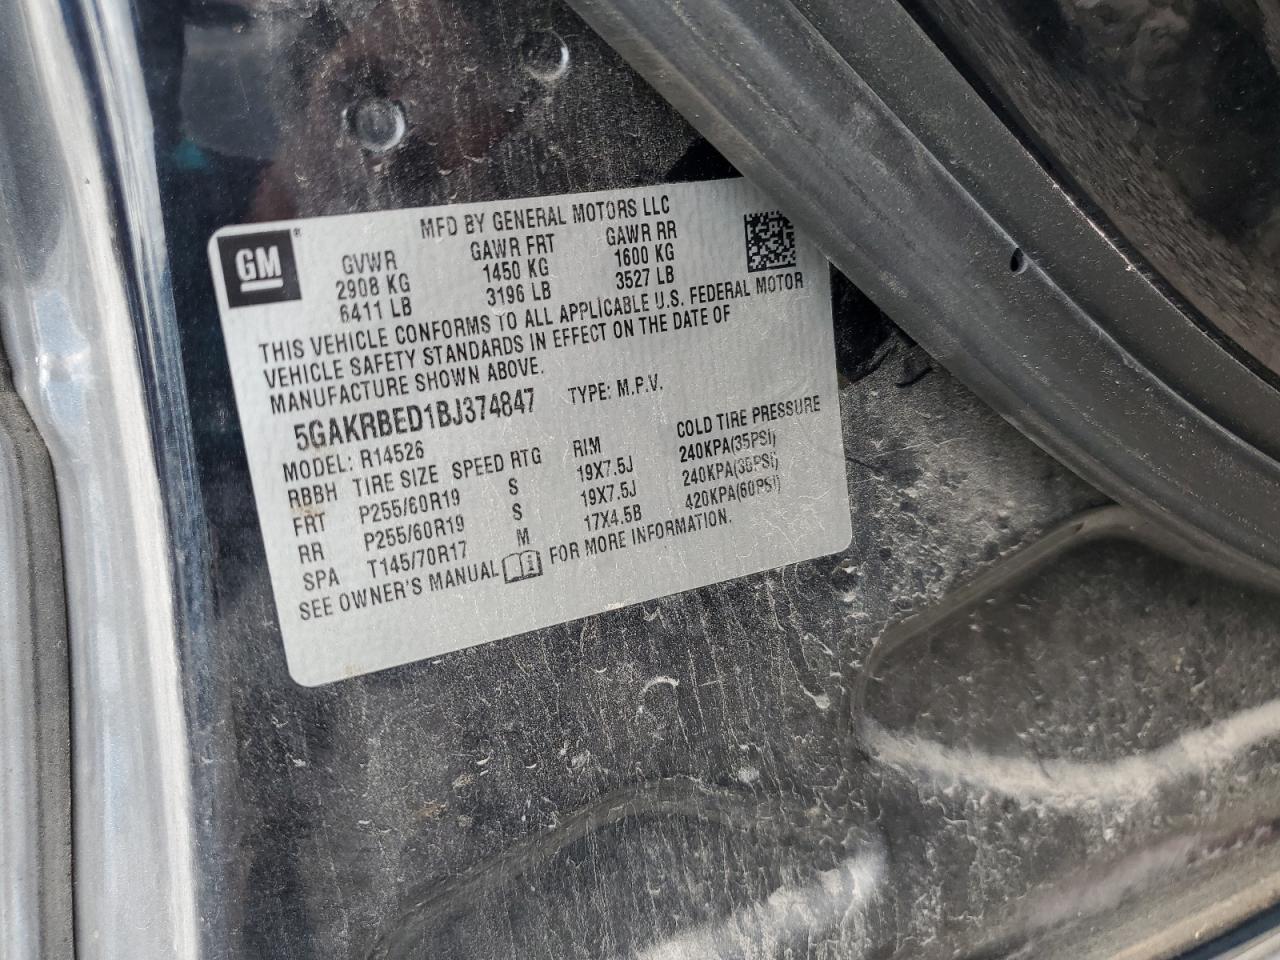 MFD BY GENERAL MOTORS LLC
GM®
GVWR GAWR FRT GAWR RR
2908 KG 1450 KG 1600 KG
6411 LB 3196 LB 3527 LB
THIS VEHICLE CONFORMS TO ALL APPLICABLE U.S. FEDERAL MOTOR
VEHICLE SAFETY STANDARDS IN EFFECT ON THE DATE OF
MANUFACTURE SHOWN ABOVE.
5GAKRBED1BJ374847 TYPE: M.P.V.
MODEL: R14526
RBBH TIRE SIZE SPEED RTG RIM COLD TIRE PRESSURE
FRT P255/60R19 S 19X7.5J 240KPA(35PSI)
RR P255/60R19 S 19X7.5J 240KPA(35PSI)
SPA T145/70R17 M 17X4.5B 420KPA(60PSI)
SEE OWNER'S MANUAL FOR MORE INFORMATION.